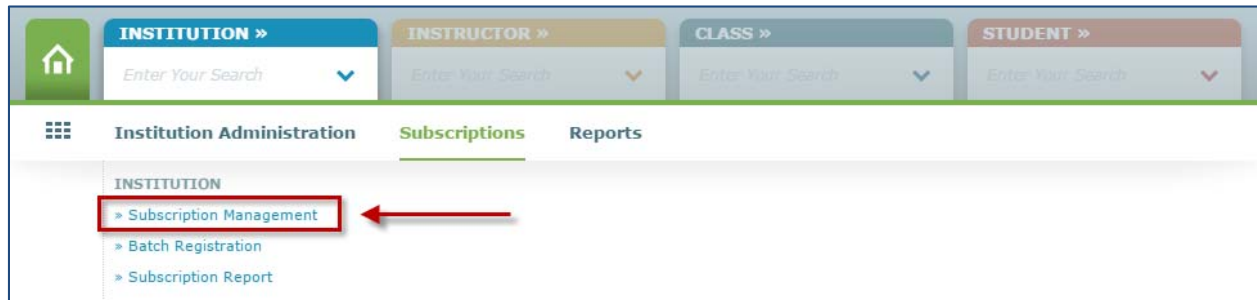 INSTITUTION » INSTRUCTOR » CLASS » STUDENT »
Enter Your Search Enter Your Search Enter Your Search Enter Your Search
Institution Administration Subscriptions Reports
INSTITUTION
» Subscription Management
» Batch Registration
» Subscription Report